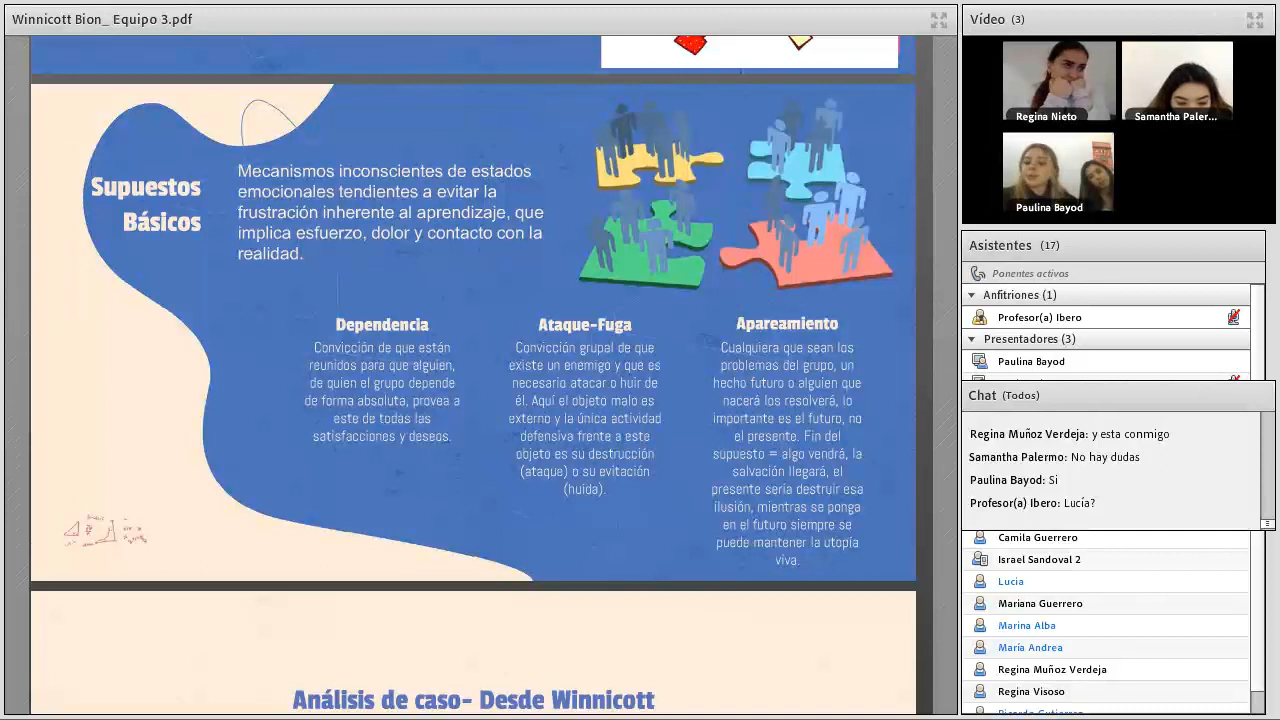 Winnicott Bion_ Equipo 3.pdf
Supuestos
Básicos
Mecanismos inconscientes de estados
emocionales tendientes a evitar la
frustración inherente al aprendizaje, que
implica esfuerzo, dolor y contacto con la
realidad.
Dependencia
Convicción de que están
reunidos para que alguien,
de quien el grupo depende
de forma absoluta, provea a
este de todas las
satisfacciones y deseos.
Ataque-Fuga
Convicción grupal de que
existe un enemigo y que es
necesario atacar o huir de
él. Aquí el objeto malo es
externo y la única actividad
defensiva frente a este
objeto es su destrucción
(ataque) o su evitación
(huida).
Apareamiento
Cualquiera que sean los
problemas del grupo, un
hecho futuro o alguien que
nacerá los resolverá, lo
importante es el futuro, no
el presente. Fin del
supuesto = algo vendrá, la
salvación llegará, el
presente sería destruir esa
ilusión, mientras se ponga
en el futuro siempre se
puede mantener la utopía
viva.
Análisis de caso- Desde Winnicott
Vídeo (3)
Regina Nieto
Samantha Paler...
Paulina Bayod
Asistentes (17)
Ponentes activos
Anfitriones (1)
Profesor(a) Ibero
Presentadores (3)
Paulina Bayod
Chat (Todos)
Regina Muñoz Verdeja: y esta conmigo
Samantha Palermo: No hay dudas
Paulina Bayod: Si
Profesor(a) Ibero: Lucía?
Camila Guerrero
Israel Sandoval 2
Lucia
Mariana Guerrero
Marina Alba
María Andrea
Regina Muñoz Verdeja
Regina Visoso